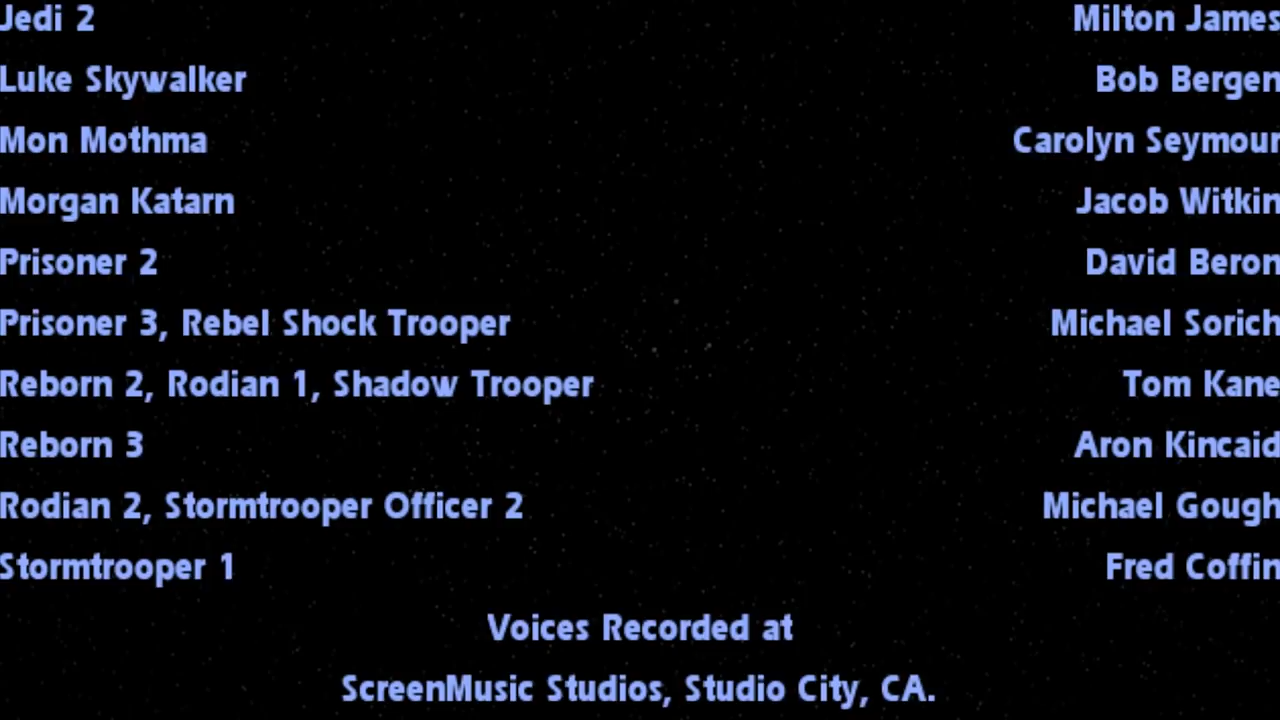 Jedi 2 Milton James
Luke Skywalker Bob Bergen
Mon Mothma Carolyn Seymour
Morgan Katarn Jacob Witkin
Prisoner 2 David Beron
Prisoner 3, Rebel Shock Trooper Michael Sorich
Reborn 2, Rodian 1, Shadow Trooper Tom Kane
Reborn 3 Aron Kincaid
Rodian 2, Stormtrooper Officer 2 Michael Gough
Stormtrooper 1 Fred Coffin
Voices Recorded at
ScreenMusic Studios, Studio City, CA.